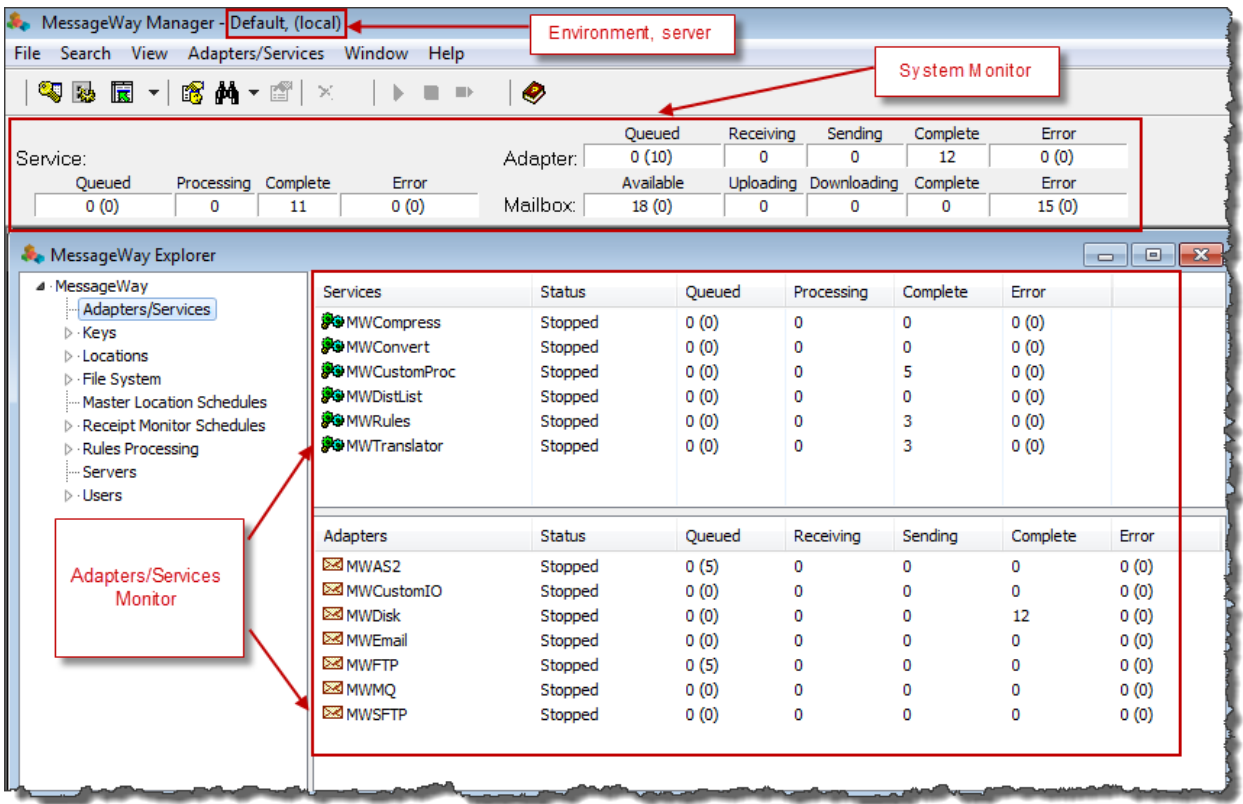 MessageWay Manager - Default, (local)
Environment, server
File Search View Adapters/Services Window Help
System Monitor
Queued Receiving Sending Complete Error
Service:
Adapter: 0 (10) 0 0 12 0 (0)
Queued Processing Complete Error
Available Uploading Downloading Complete Error
0 (0) 0 11 0 (0)
Mailbox: 18 (0) 0 0 0 15 (0)
MessageWay Explorer
MessageWay
Adapters/Services
Keys
Locations
File System
Master Location Schedules
Receipt Monitor Schedules
Rules Processing
Servers
Users
Adapters/Services
Monitor
Services Status Queued Processing Complete Error
MWCompress Stopped 0 (0) 0 0 0 (0)
MWConvert Stopped 0 (0) 0 0 0 (0)
MWCustomProc Stopped 0 (0) 0 5 0 (0)
MWDistList Stopped 0 (0) 0 0 0 (0)
MWRules Stopped 0 (0) 0 3 0 (0)
MWTranslator Stopped 0 (0) 0 3 0 (0)
Adapters Status Queued Receiving Sending Complete Error
MWAS2 Stopped 0 (5) 0 0 0 0 (0)
MWCustomIO Stopped 0 (0) 0 0 0 0 (0)
MWDisk Stopped 0 (0) 0 0 12 0 (0)
MWEmail Stopped 0 (0) 0 0 0 0 (0)
MWFTP Stopped 0 (5) 0 0 0 0 (0)
MWMQ Stopped 0 (0) 0 0 0 0 (0)
MWSFTP Stopped 0 (0) 0 0 0 0 (0)